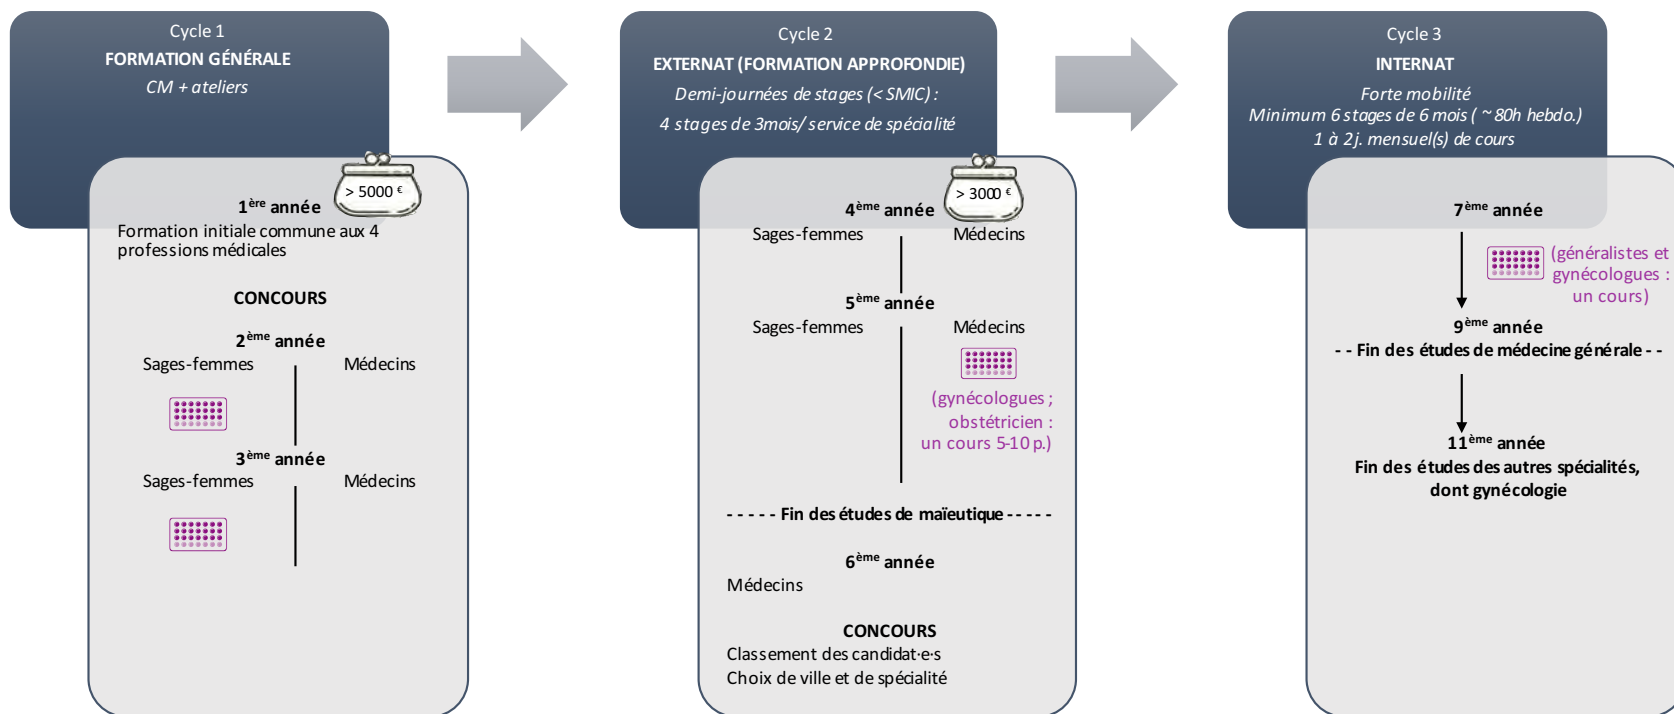 Cycle 1
FORMATION GÉNÉRALE
CM + ateliers
> 5000 €
1ère année
Formation initiale commune aux 4
professions médicales
CONCOURS
2ème année
Sages-femmes Médecins
3ème année
Sages-femmes Médecins
Cycle 2
EXTERNAT (FORMATION APPROFONDIE)
Demi-journées de stages (< SMIC) :
4 stages de 3mois/ service de spécialité
> 3000 €
4ème année
Sages-femmes Médecins
5ème année
Sages-femmes Médecins
(gynécologues ;
obstétricien :
un cours 5-10 p.)
- - - - - Fin des études de maïeutique - - - - -
6ème année
Médecins
CONCOURS
Classement des candidat·e·s
Choix de ville et de spécialité
Cycle 3
INTERNAT
Forte mobilité
Minimum 6 stages de 6 mois ( ~ 80h hebdo.)
1 à 2j. mensuel(s) de cours
7ème année
(généralistes et
gynécologues :
un cours)
9ème année
- - Fin des études de médecine générale - -
11ème année
Fin des études des autres spécialités,
dont gynécologie